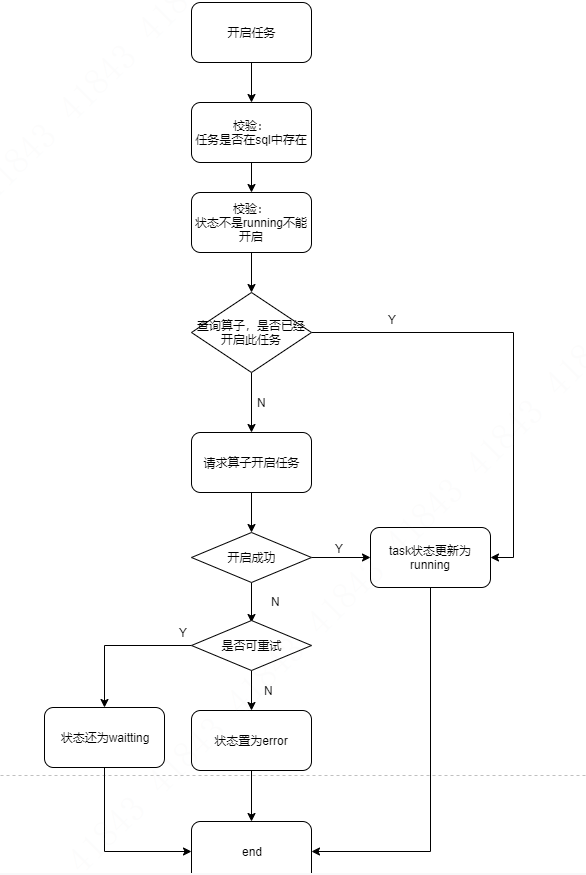 开启任务
校验：
任务是否在sql中存在
校验：
状态不是running不能
开启
查询算子，是否已经
开启此任务
Y
N
请求算子开启任务
开启成功
Y
task状态更新为
running
N
是否可重试
Y
N
状态还为waitting
状态置为error
end
41843
41843
41843
41843